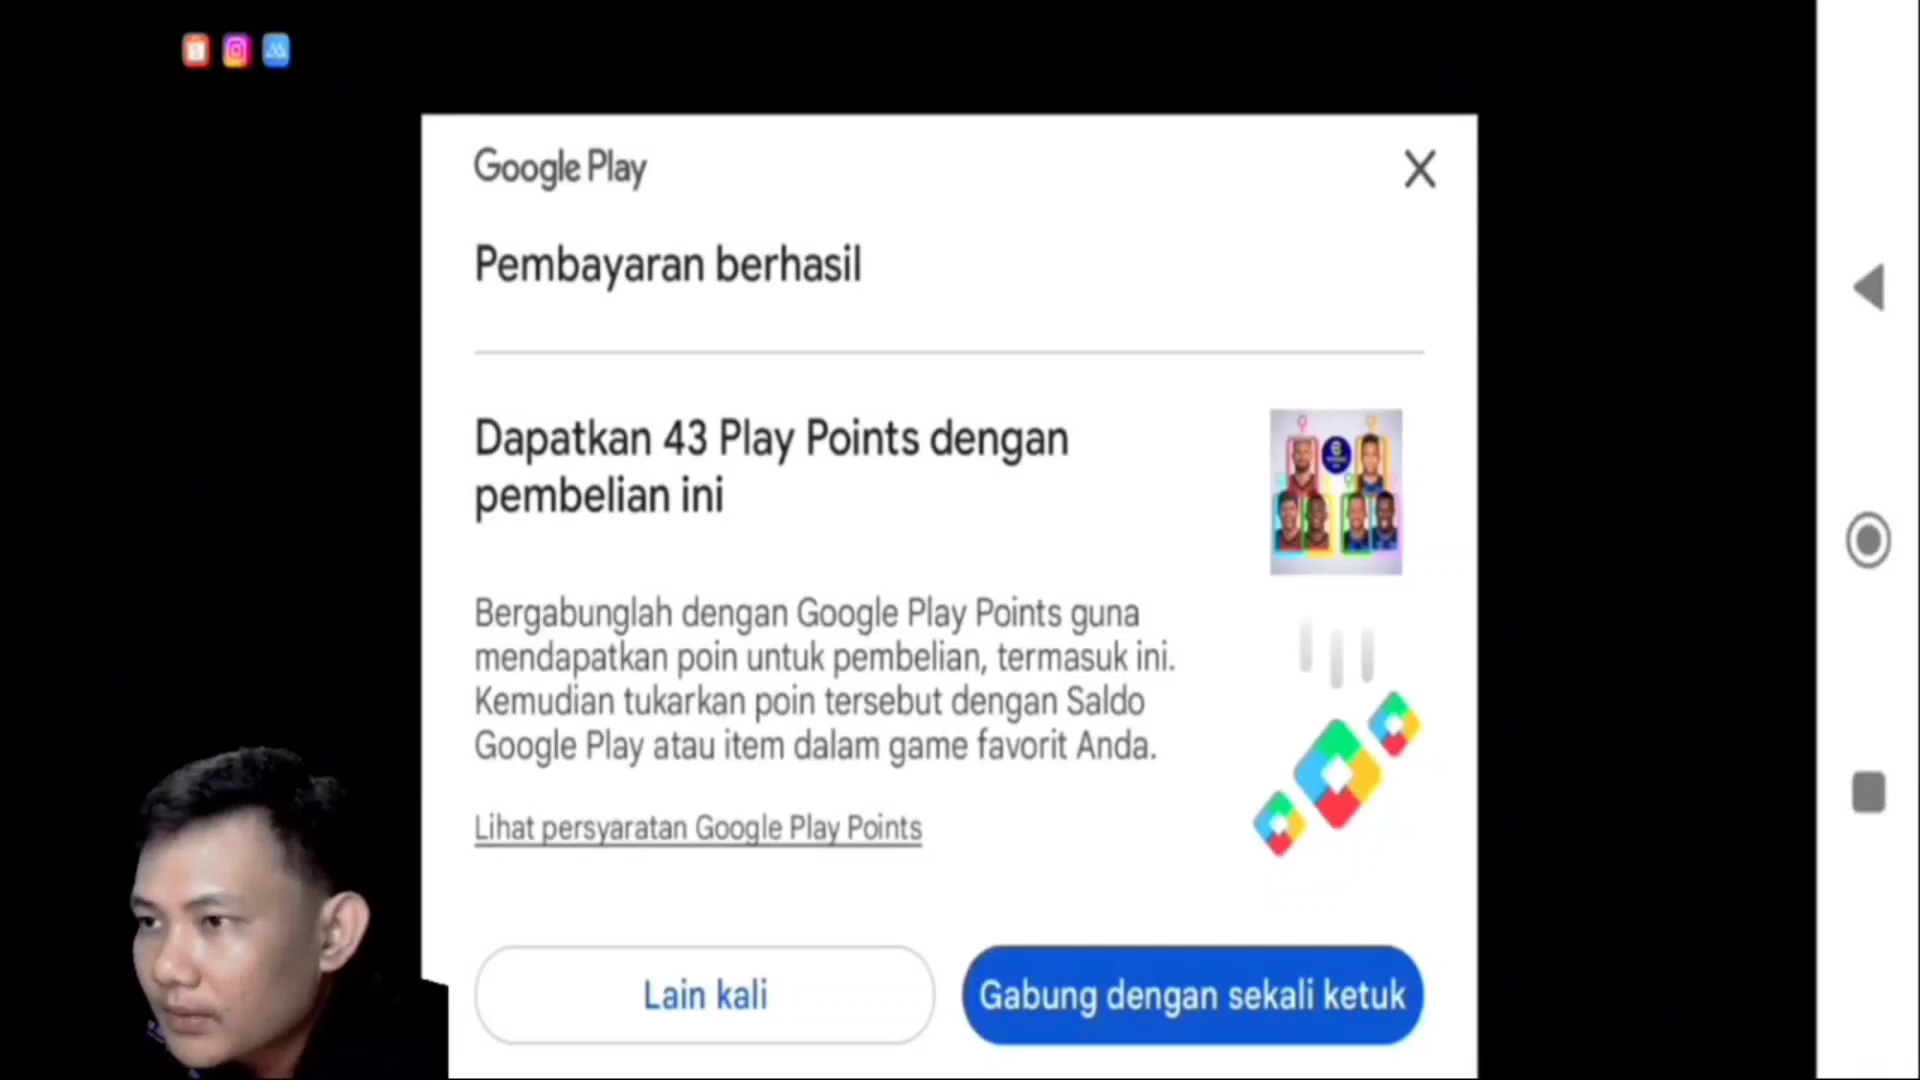 Google Play
Pembayaran berhasil
Dapatkan 43 Play Points dengan
pembelian ini
Bergabunglah dengan Google Play Points guna
mendapatkan poin untuk pembelian, termasuk ini.
Kemudian tukarkan poin tersebut dengan Saldo
Google Play atau item dalam game favorit Anda.
Lihat persyaratan Google Play Points
Lain kali
Gabung dengan sekali ketuk